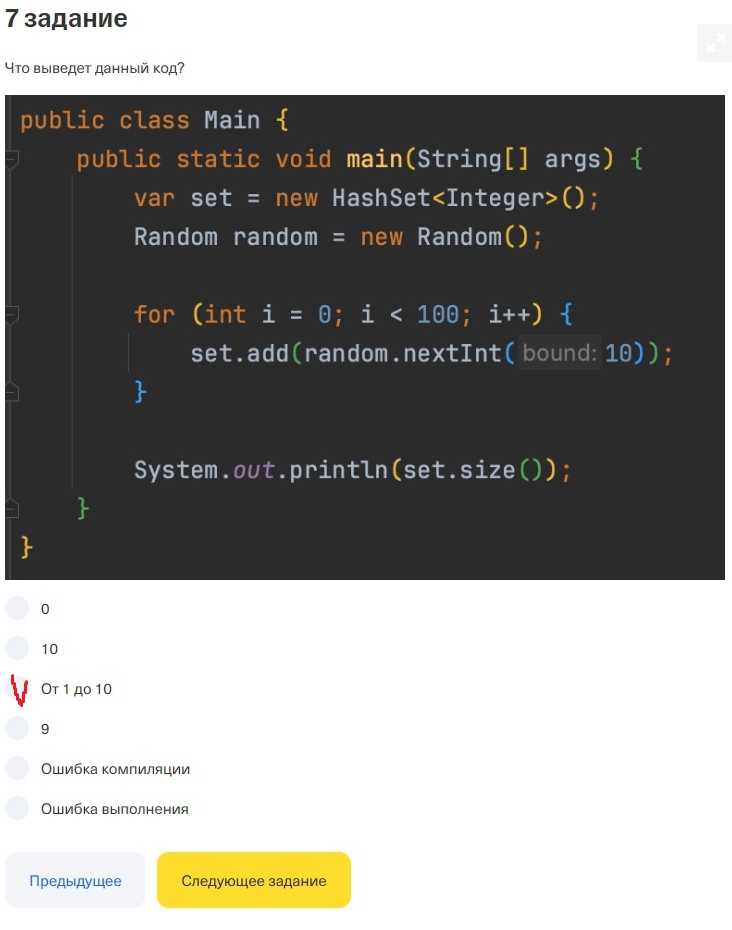 7 задание
Что выведет данный код?
public class Main {
public static void main(String[] args) {
var set = new HashSet<Integer>();
Random random = new Random();
for (int i = 0; i < 100; i++) {
set.add(random.nextInt( bound: 10));
}
System.out.println(set.size());
}
}
0
10
От 1 до 10
9
Ошибка компиляции
Ошибка выполнения
Предыдущее
Следующее задание